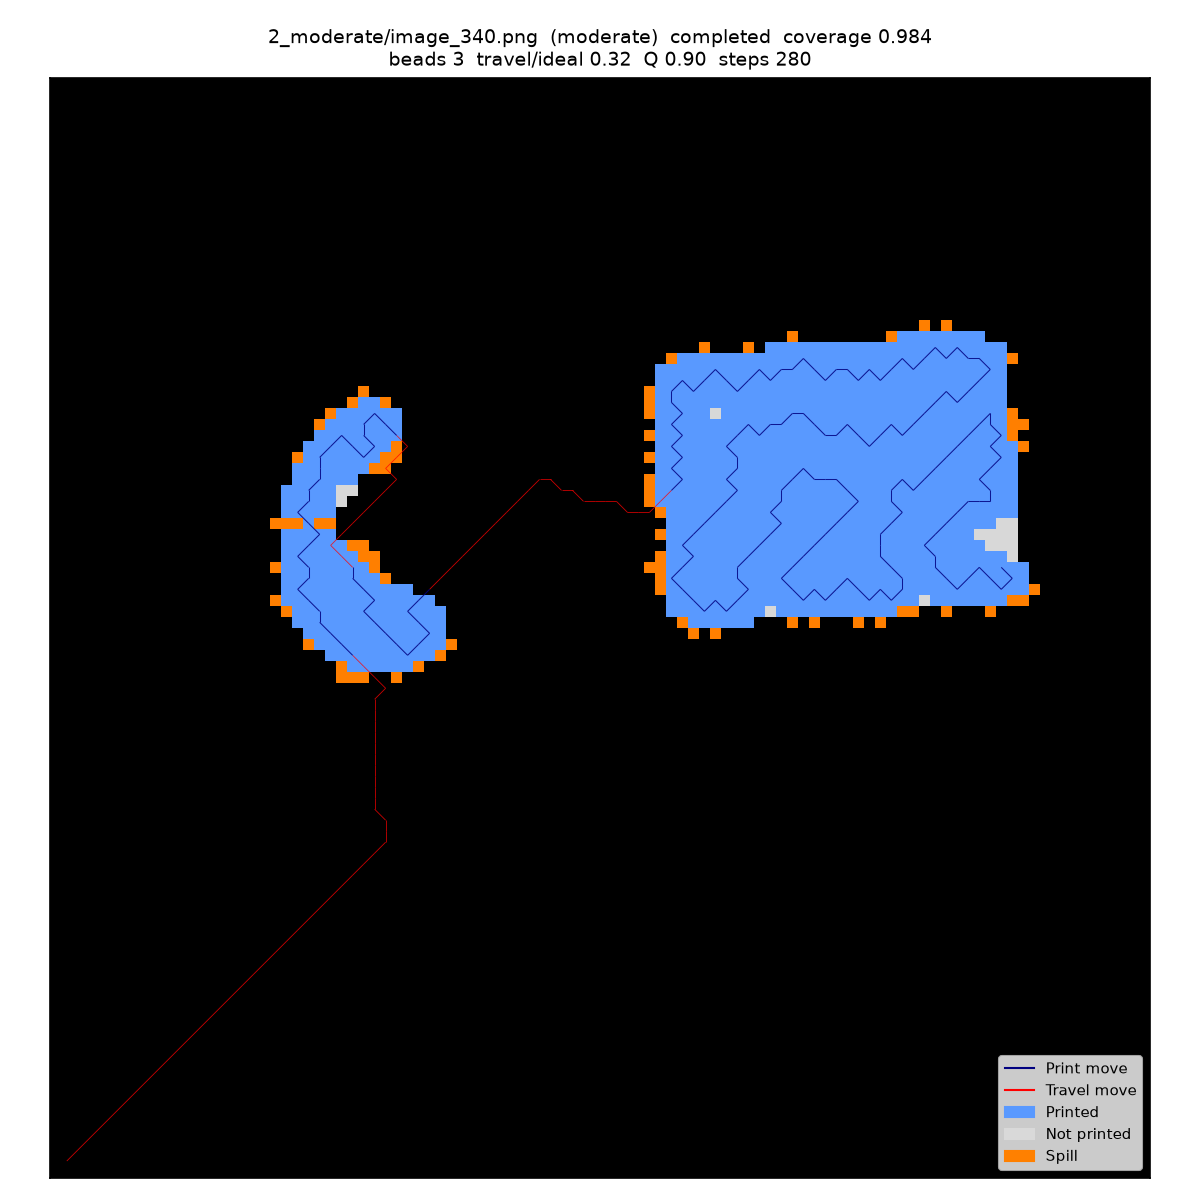 2_moderate/image_340.png  (moderate)  completed  coverage 0.984
beads 3  travel/ideal 0.32  Q 0.90  steps 280
Print move
Travel move
Printed
Not printed
Spill